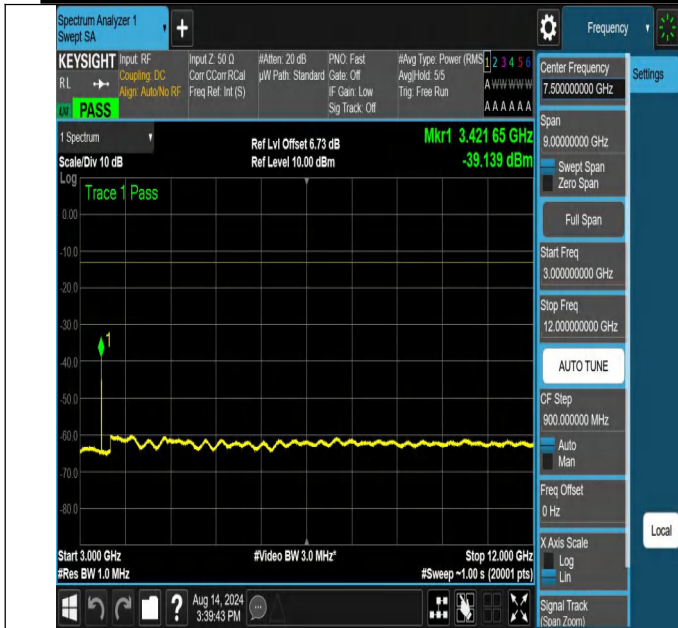 Spectrum Analyzer 1
Swept SA
+
Frequency
KEYSIGHT
RL
LXI
PASS
Input: RF
Coupling: DC
Align: Auto/No RF
Input Z: 50 Ω
Corr CCorr RCal
Freq Ref: Int (S)
#Atten: 20 dB
µW Path: Standard
PNO: Fast
Gate: Off
IF Gain: Low
Sig Track: Off
#Avg Type: Power (RMS
Avg|Hold: 5/5
Trig: Free Run
1 2 3 4 5 6
A W W W W W
A A A A A A
1 Spectrum
Scale/Div 10 dB
Log
Ref Lvl Offset 6.73 dB
Ref Level 10.00 dBm
Mkr1 3.421 65 GHz
-39.139 dBm
Trace 1 Pass
0.00
-10.0
-20.0
-30.0
-40.0
-50.0
-60.0
-70.0
-80.0
1
Start 3.000 GHz
#Res BW 1.0 MHz
#Video BW 3.0 MHz*
Stop 12.000 GHz
#Sweep ~1.00 s (20001 pts)
?
Aug 14, 2024
3:39:43 PM
Center Frequency
7.500000000 GHz
Settings
Span
9.00000000 GHz
Swept Span
Zero Span
Full Span
Start Freq
3.000000000 GHz
Stop Freq
12.000000000 GHz
AUTO TUNE
CF Step
900.000000 MHz
Auto
Man
Freq Offset
0 Hz
Local
X Axis Scale
Log
Lin
Signal Track
(Span Zoom)